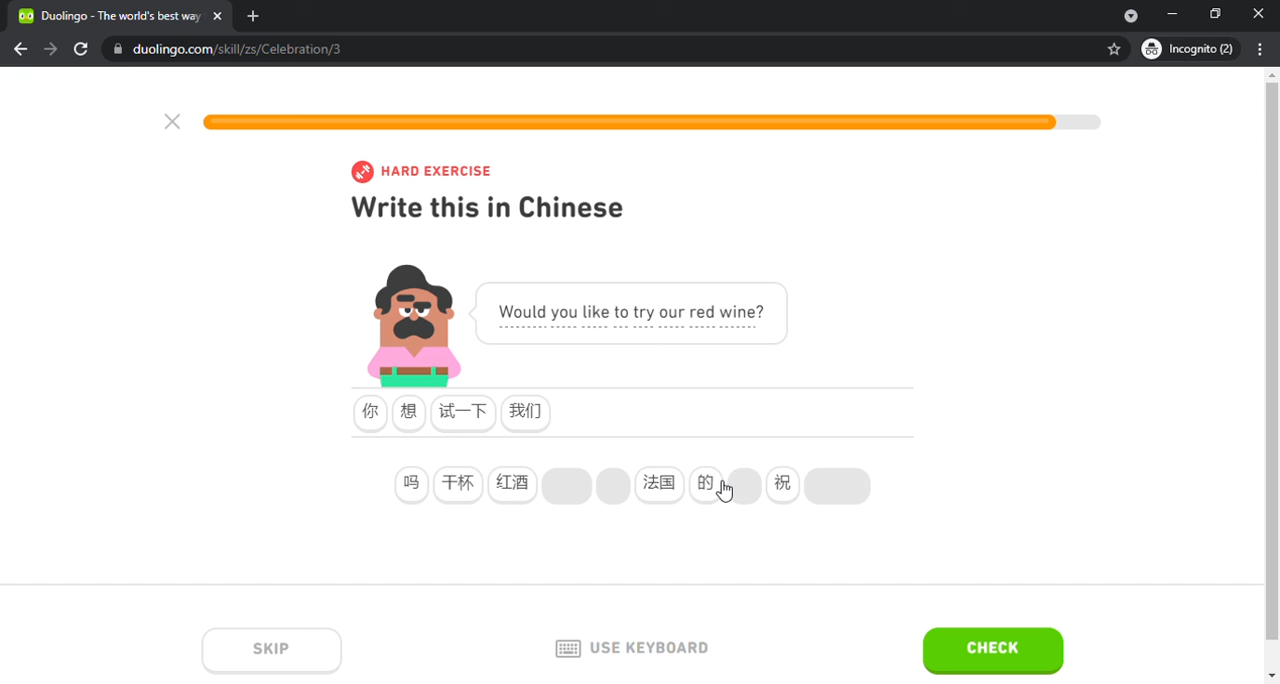 Duolingo - The world's best way
duolingo.com/skill/zs/Celebration/3
Incognito (2)
HARD EXERCISE
Write this in Chinese
Would you like to try our red wine?
你 想 试一下 我们
吗 干杯 红酒 法国 的 祝
SKIP
USE KEYBOARD
CHECK